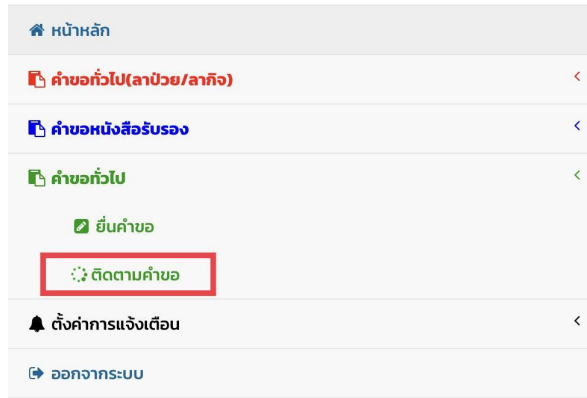 หน้าหลัก
คำขอทั่วไป(ลาป่วย/ลากิจ)
คำขอหนังสือรับรอง
คำขอทั่วไป
ยื่นคำขอ
ติดตามคำขอ
ตั้งค่าการแจ้งเตือน
ออกจากระบบ